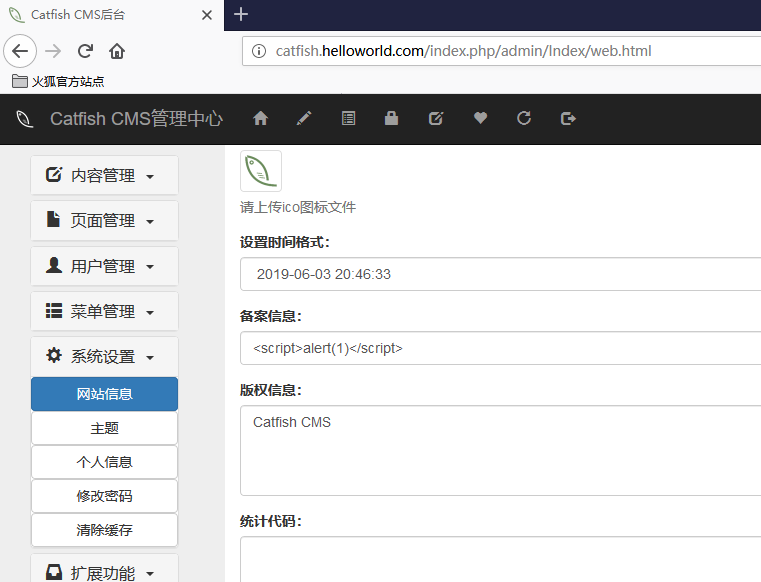 Catfish CMS后台
catfish.helloworld.com/index.php/admin/Index/web.html
火狐官方站点
Catfish CMS管理中心
内容管理
页面管理
用户管理
菜单管理
系统设置
网站信息
主题
个人信息
修改密码
清除缓存
扩展功能
请上传ico图标文件
设置时间格式：
2019-06-03 20:46:33
备案信息：
<script>alert(1)</script>
版权信息：
Catfish CMS
统计代码：